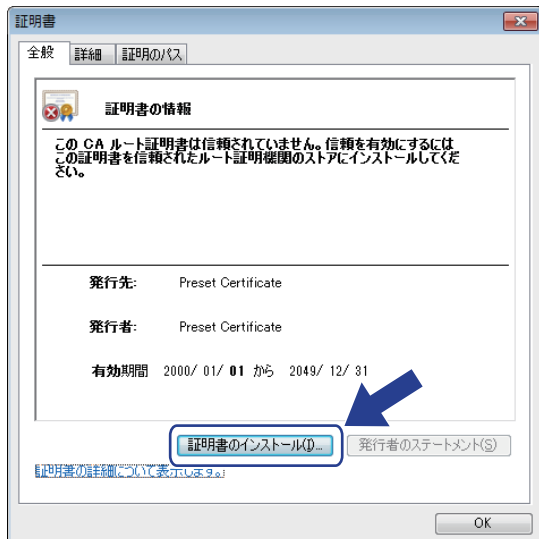 証明書
全般 詳細 証明のパス
証明書の情報
この CA ルート証明書は信頼されていません。信頼を有効にするには
この証明書を信頼されたルート証明機関のストアにインストールしてくだ
さい。
発行先: Preset Certificate
発行者: Preset Certificate
有効期間 2000/ 01/ 01 から 2049/ 12/ 31
証明書のインストール(I)... 発行者のステートメント(S)
証明書の詳細について表示します。
OK